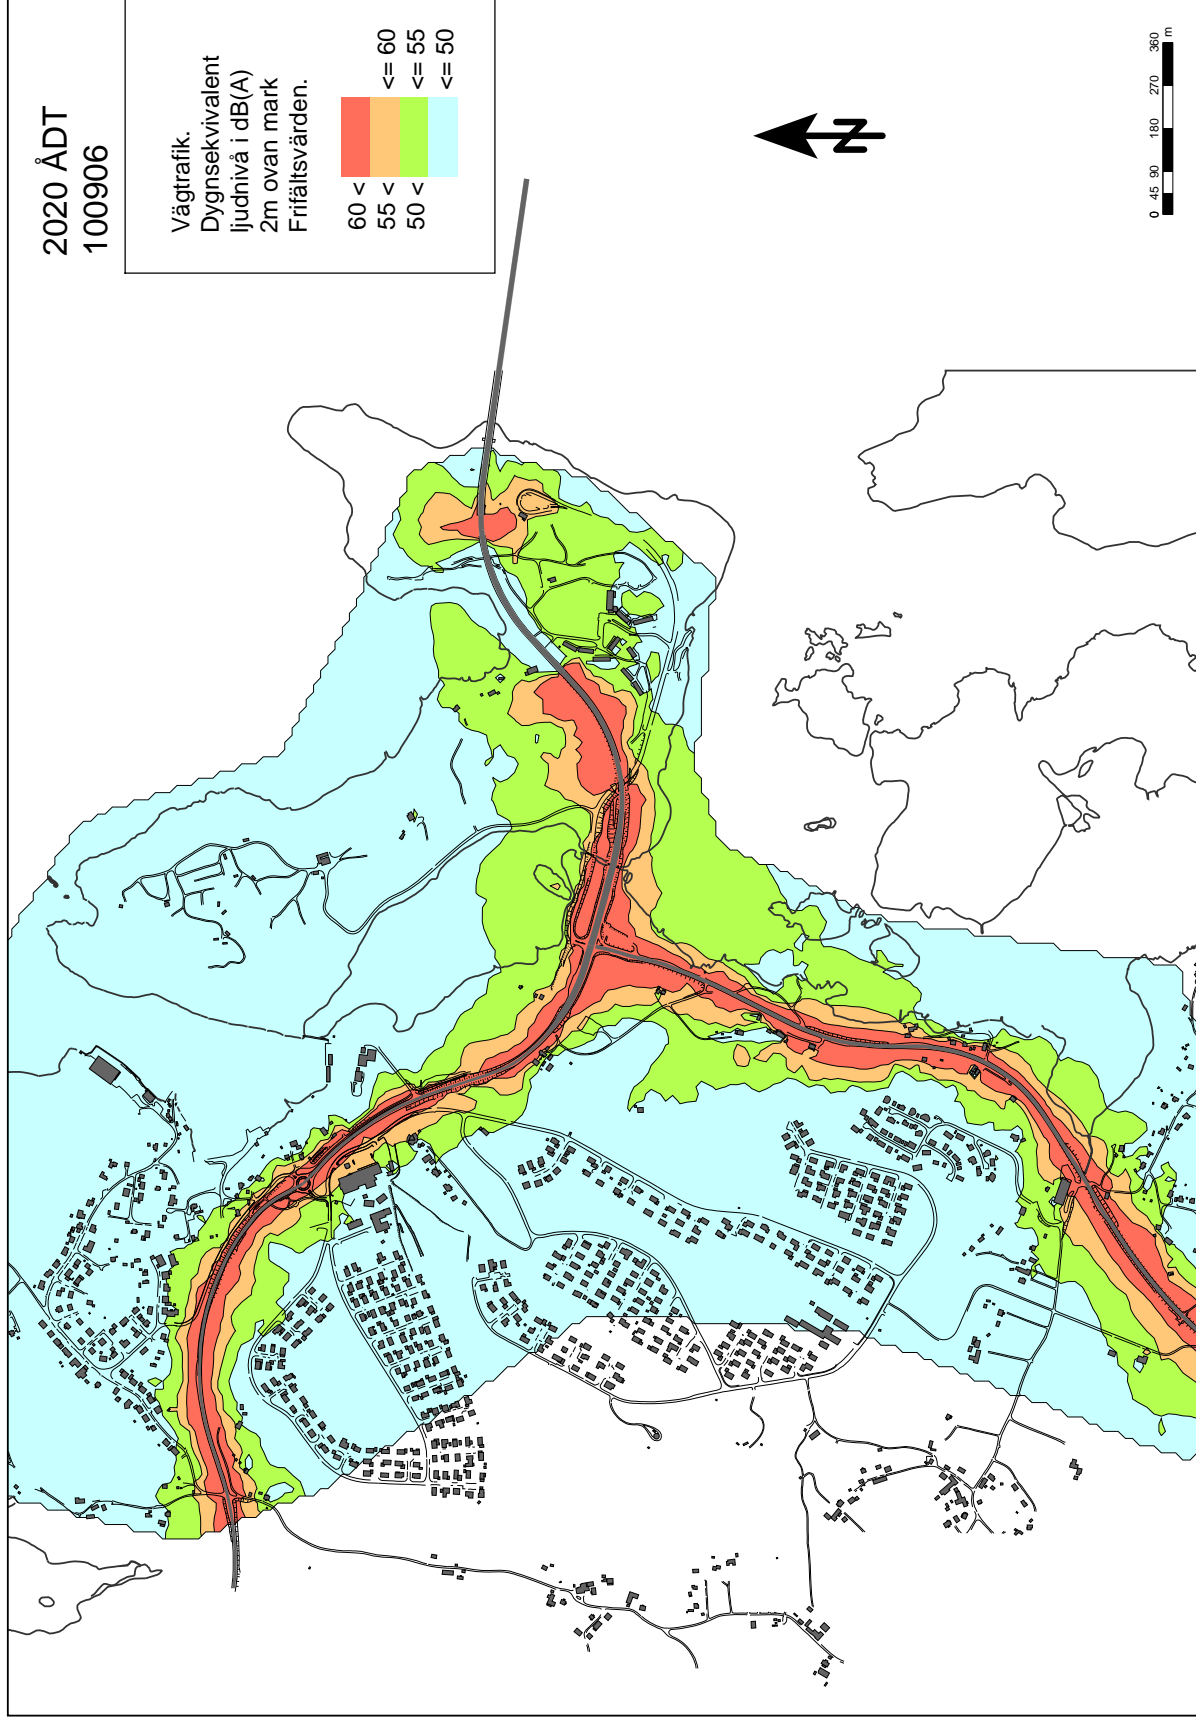 2020 ÅDT
100906
Vägtrafik.
Dygnsekvivalent
ljudnivå i dB(A)
2m ovan mark
Frifältsvärden.
60 <
55 < <= 60
50 < <= 55
<= 50
N
0 45 90 180 270 360
m